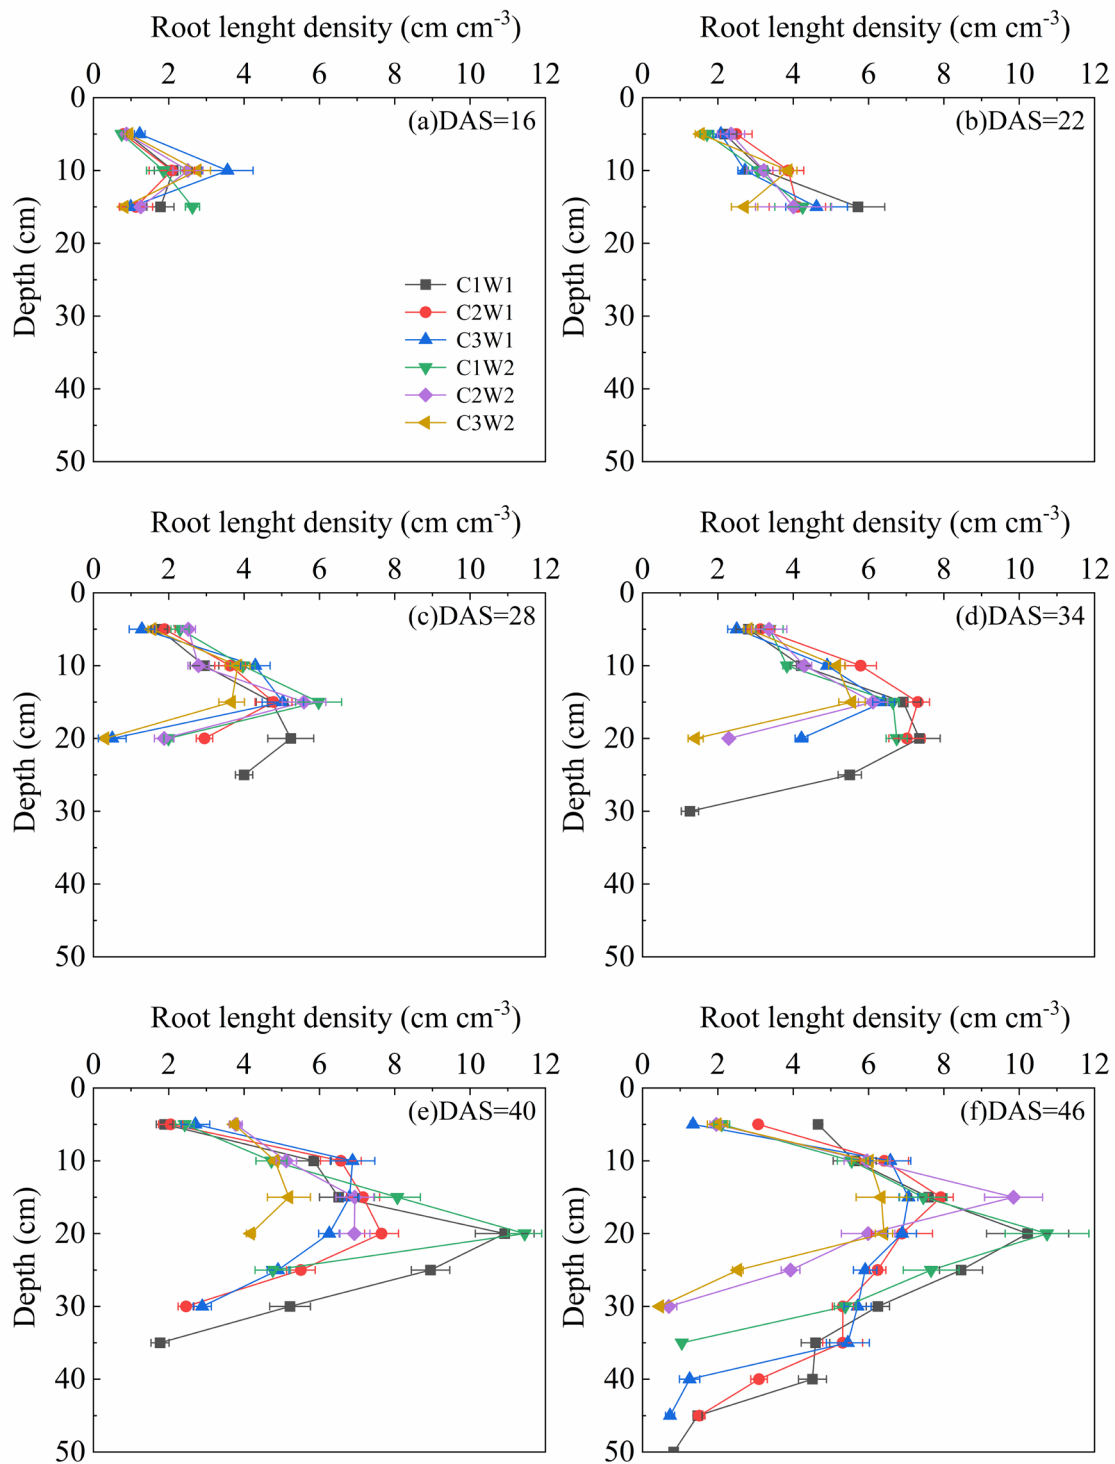 Root lenght density (cm cm-3)
Root lenght density (cm cm-3)
0 2 4 6 8 10 12
0 2 4 6 8 10 12
0
10
20
30
40
50
Depth (cm)
(a)DAS=16
C1W1
C2W1
C3W1
C1W2
C2W2
C3W2
0
10
20
30
40
50
Depth (cm)
(b)DAS=22
Root lenght density (cm cm-3)
Root lenght density (cm cm-3)
0 2 4 6 8 10 12
0 2 4 6 8 10 12
0
10
20
30
40
50
Depth (cm)
(c)DAS=28
0
10
20
30
40
50
Depth (cm)
(d)DAS=34
Root lenght density (cm cm-3)
Root lenght density (cm cm-3)
0 2 4 6 8 10 12
0 2 4 6 8 10 12
0
10
20
30
40
50
Depth (cm)
(e)DAS=40
0
10
20
30
40
50
Depth (cm)
(f)DAS=46